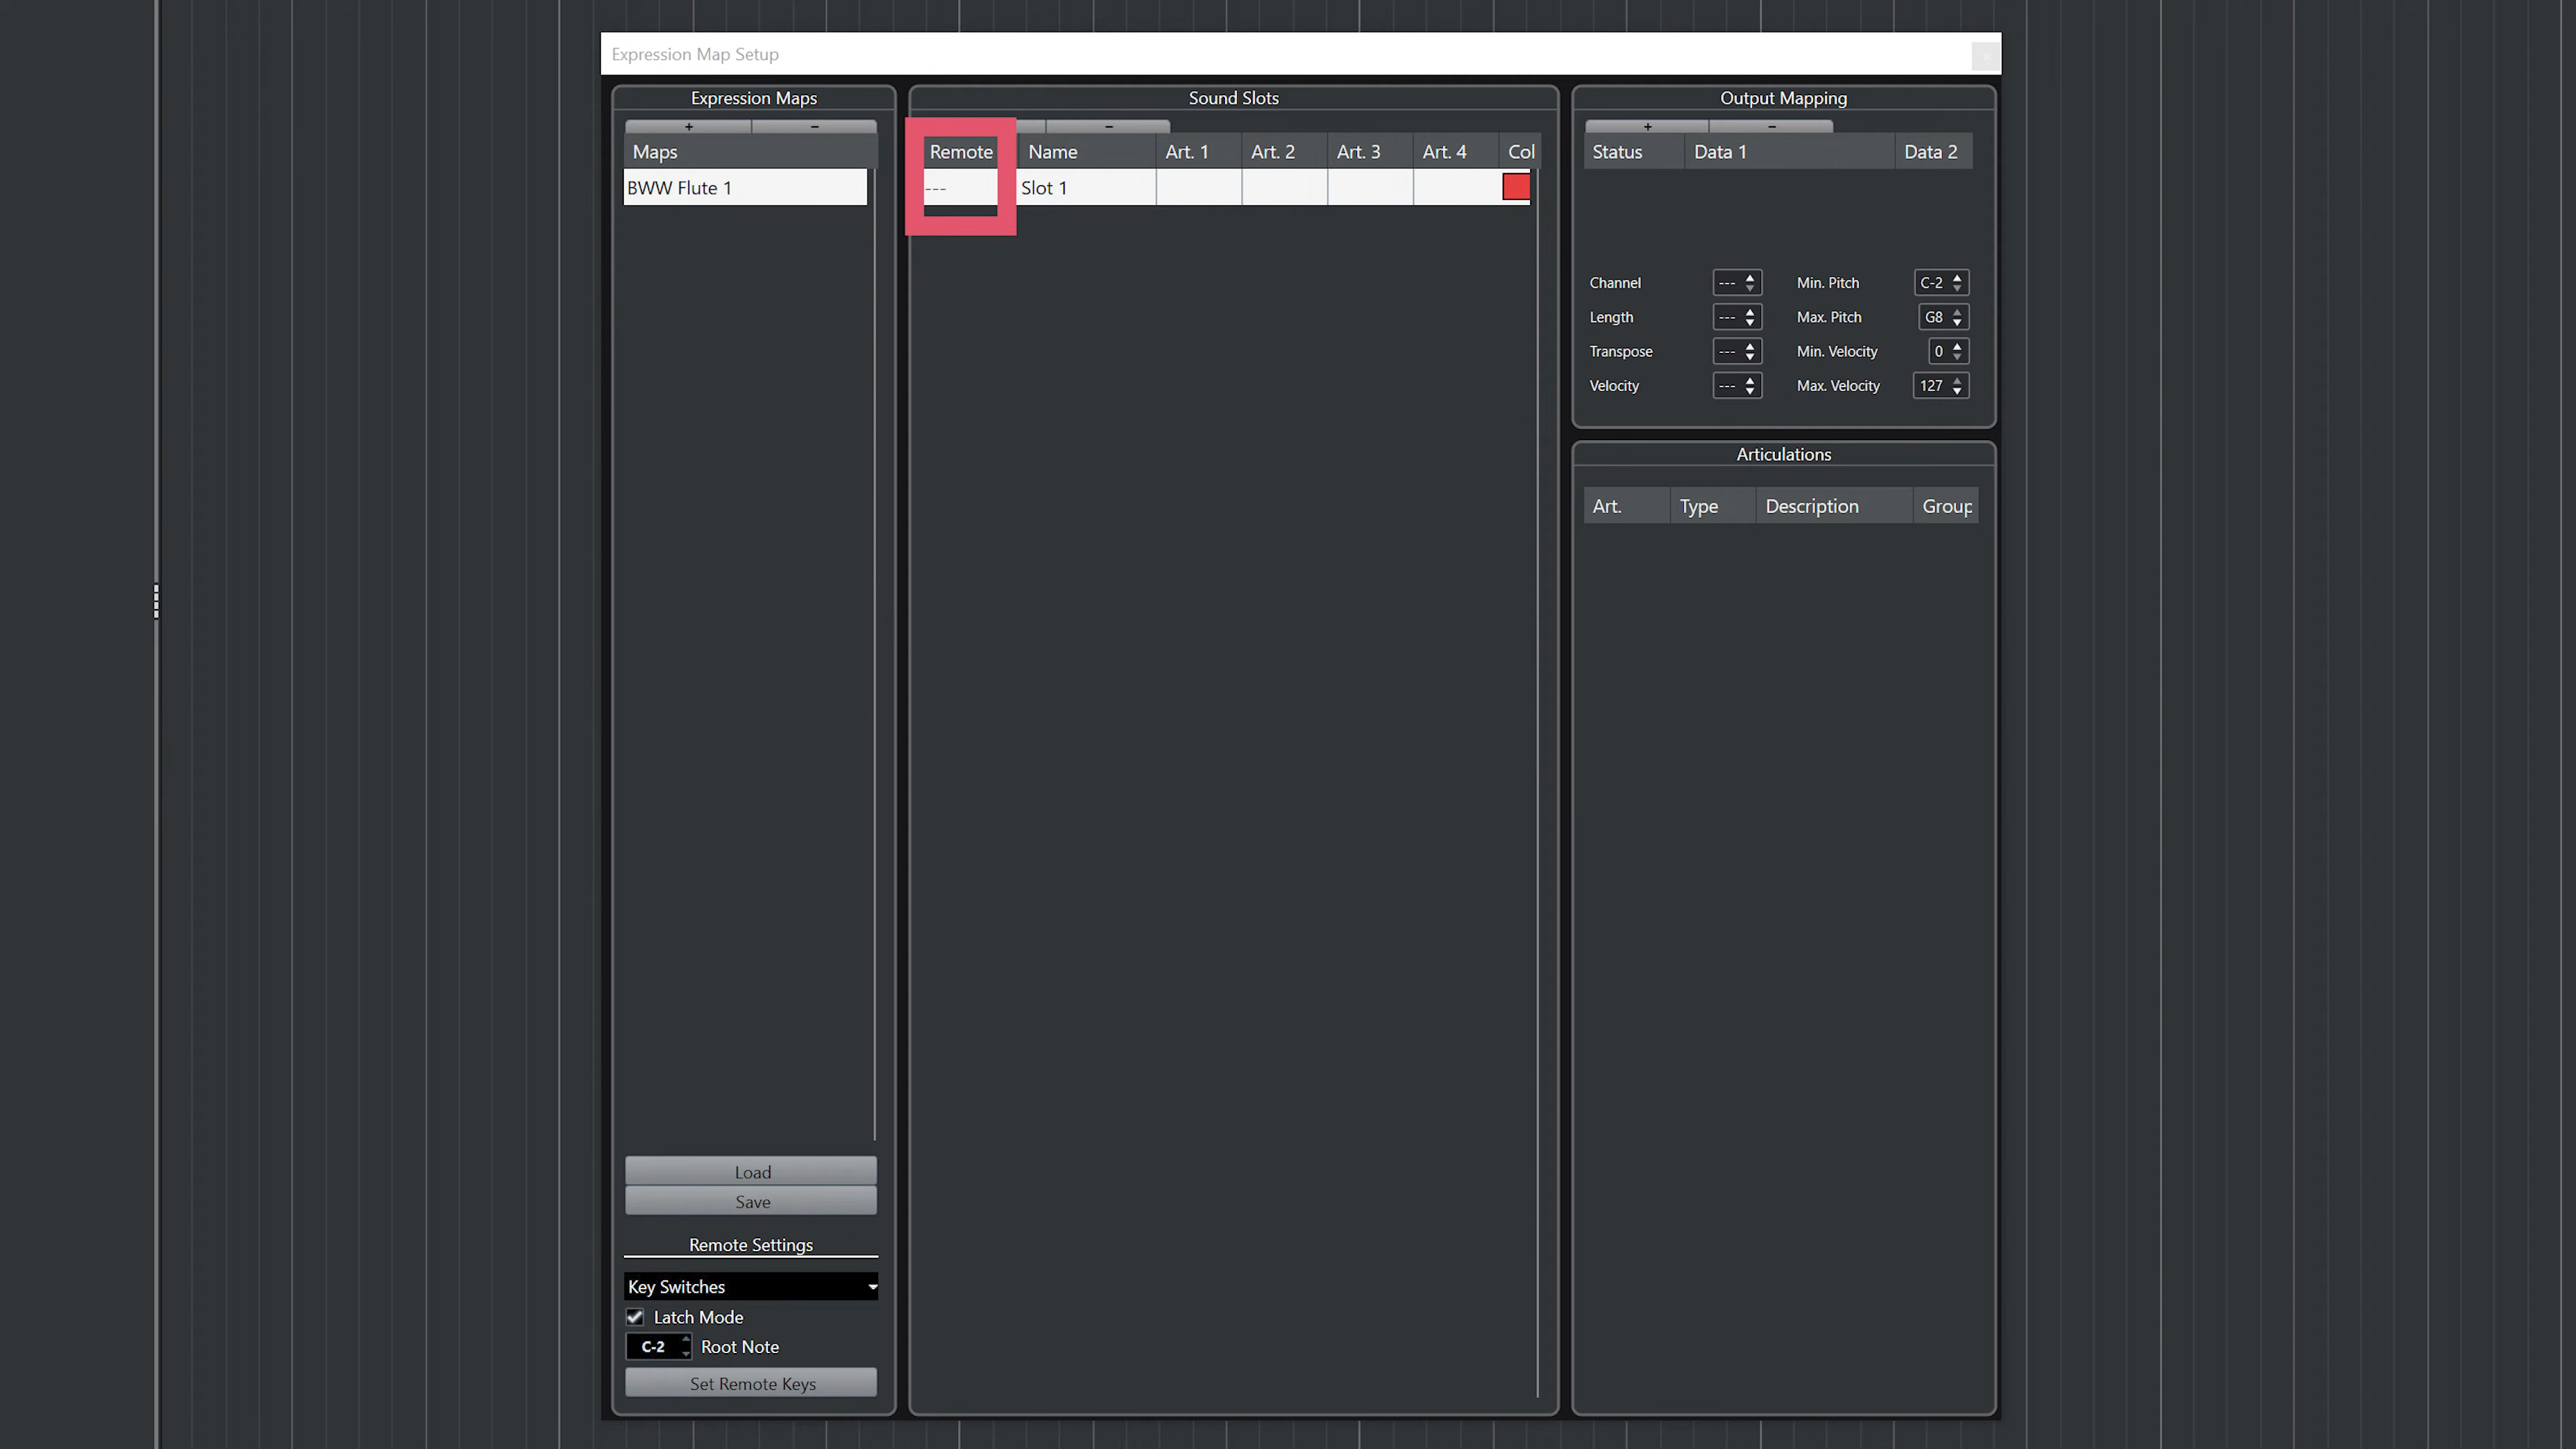 Expression Map Setup
Expression Maps
+ -
Maps
BWW Flute 1
Load
Save
Remote Settings
Key Switches
Latch Mode
C-2 Root Note
Set Remote Keys
Sound Slots
-
Remote Name Art. 1 Art. 2 Art. 3 Art. 4 Col
--- Slot 1
Output Mapping
+ -
Status Data 1 Data 2
Channel --- Min. Pitch C-2
Length --- Max. Pitch G8
Transpose --- Min. Velocity 0
Velocity --- Max. Velocity 127
Articulations
Art. Type Description Group